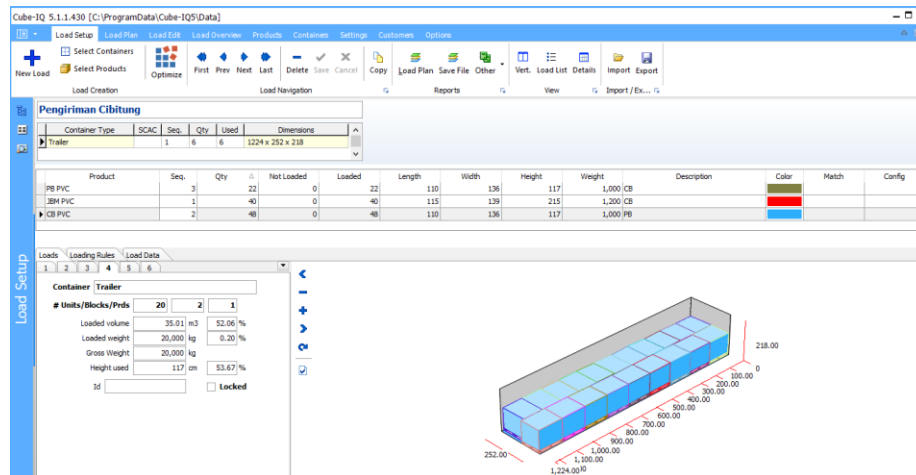 Cube-IQ 5.1.1.430 [C:\ProgramData\Cube-IQ5\Data]
Load Setup Load Plan Load Edit Load Overview Products Containers Settings Customers Options
New Load Select Containers Select Products Optimize First Prev Next Last Delete Save Cancel Copy Load Plan Save File Other Vert. Load List Details Import Export
Load Creation Load Navigation Reports View Import / Ex...
Pengiriman Cibitung
Container Type SCAC Seq. Qty Used Dimensions
Trailer 1 6 6 1224 x 252 x 218
Product Seq. Qty Not Loaded Loaded Length Width Height Weight Description Color Match Config
PB PVC 3 22 0 22 110 136 117 1,000 CB
JBM PVC 1 40 0 40 115 139 215 1,200 CB
CB PVC 2 48 0 48 110 136 117 1,000 PB
Load Setup
Loads Loading Rules Load Data
1 2 3 4 5 6
Container Trailer
# Units/Blocks/Prds 20 2 1
Loaded volume 35.01 m3 52.06 %
Loaded weight 20,000 kg 0.20 %
Gross Weight 20,000 kg
Height used 117 cm 53.67 %
Id Locked
218.00
0
100.00
200.00
300.00
400.00
500.00
600.00
700.00
800.00
900.00
1,000.00
1,100.00
1,224.00
252.00